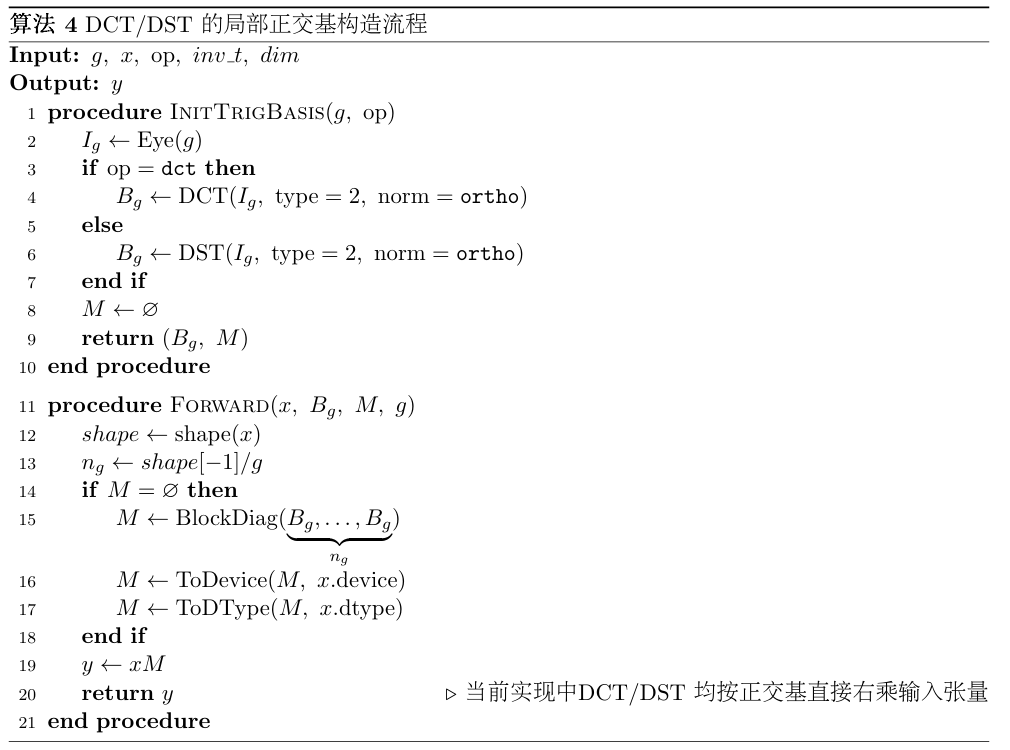 算法 4 DCT/DST 的局部正交基构造流程
Input: g, x, op, inv_t, dim
Output: y
1 procedure INITTRIGBASIS(g, op)
2 I_g ← Eye(g)
3 if op = dct then
4 B_g ← DCT(I_g, type = 2, norm = ortho)
5 else
6 B_g ← DST(I_g, type = 2, norm = ortho)
7 end if
8 M ← ∅
9 return (B_g, M)
10 end procedure
11 procedure FORWARD(x, B_g, M, g)
12 shape ← shape(x)
13 n_g ← shape[−1]/g
14 if M = ∅ then
15 M ← BlockDiag(B_g, . . . , B_g)
n_g
16 M ← ToDevice(M, x.device)
17 M ← ToDType(M, x.dtype)
18 end if
19 y ← xM
20 return y ▷ 当前实现中DCT/DST 均按正交基直接右乘输入张量
21 end procedure